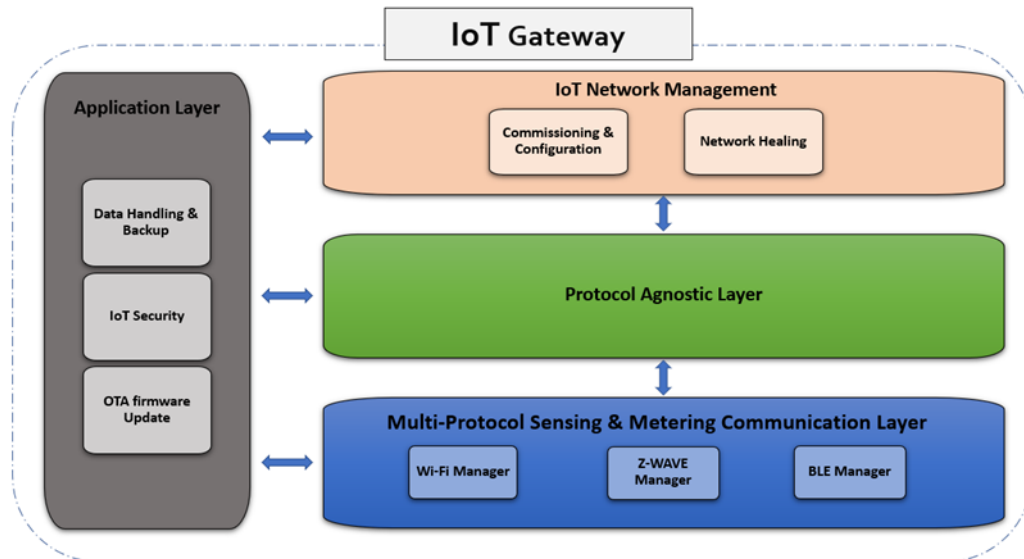 IoT Gateway
Application Layer
Data Handling &
Backup
IoT Security
OTA firmware
Update
IoT Network Management
Commissioning &
Configuration
Network Healing
Protocol Agnostic Layer
Multi-Protocol Sensing & Metering Communication Layer
Wi-Fi Manager
Z-WAVE
Manager
BLE Manager